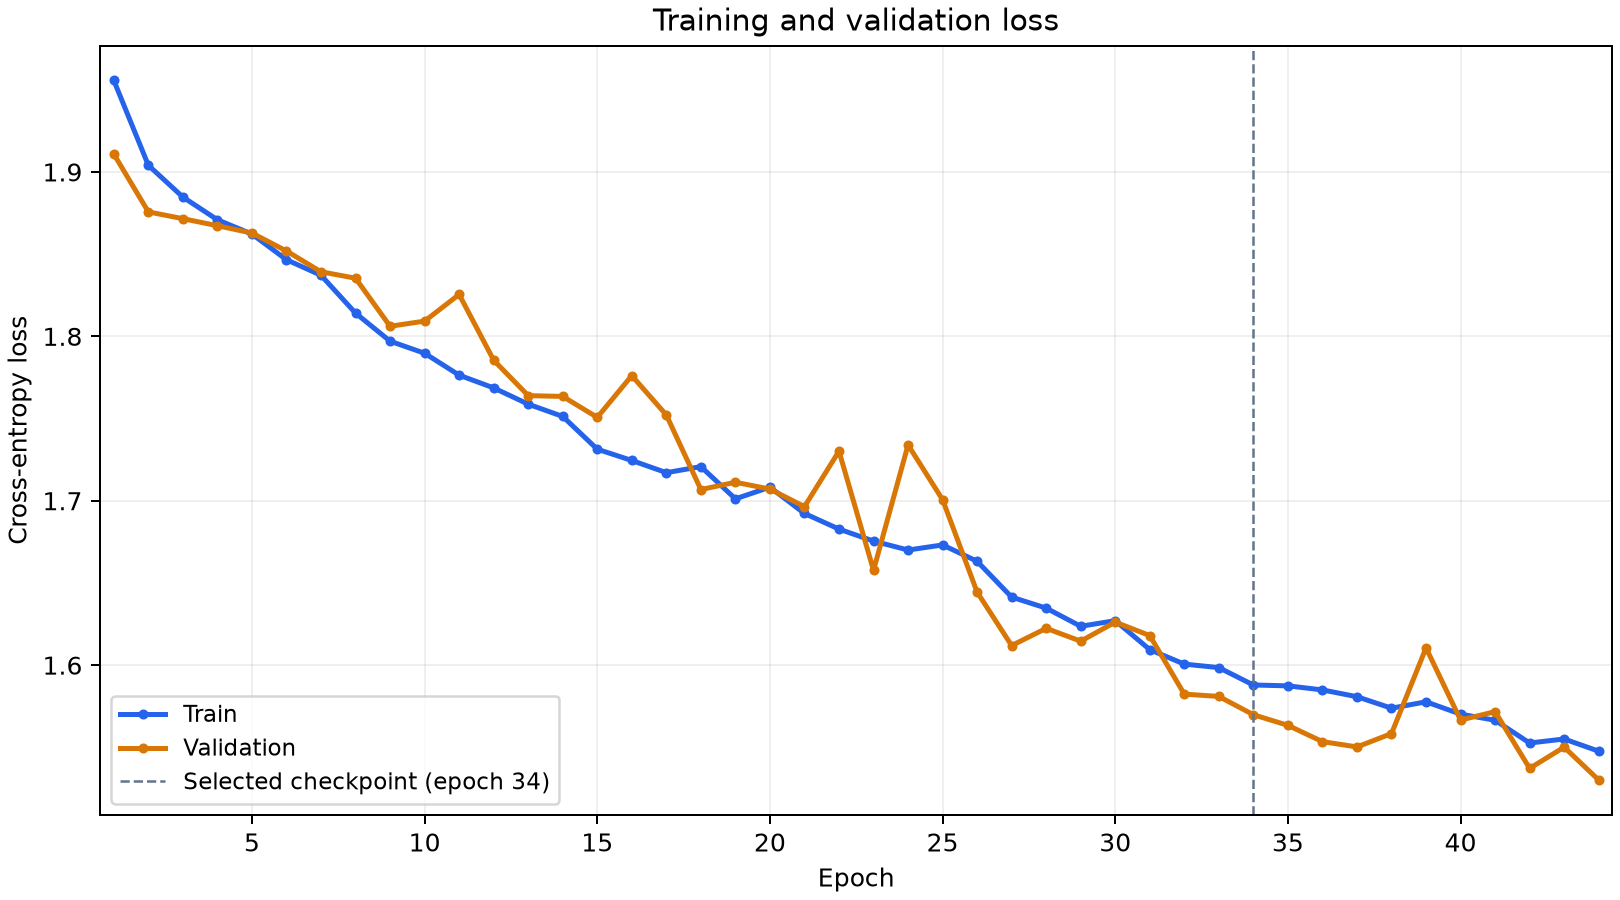 Training and validation loss
Cross-entropy loss
1.9
1.8
1.7
1.6
Train
Validation
Selected checkpoint (epoch 34)
5 10 15 20 25 30 35 40
Epoch